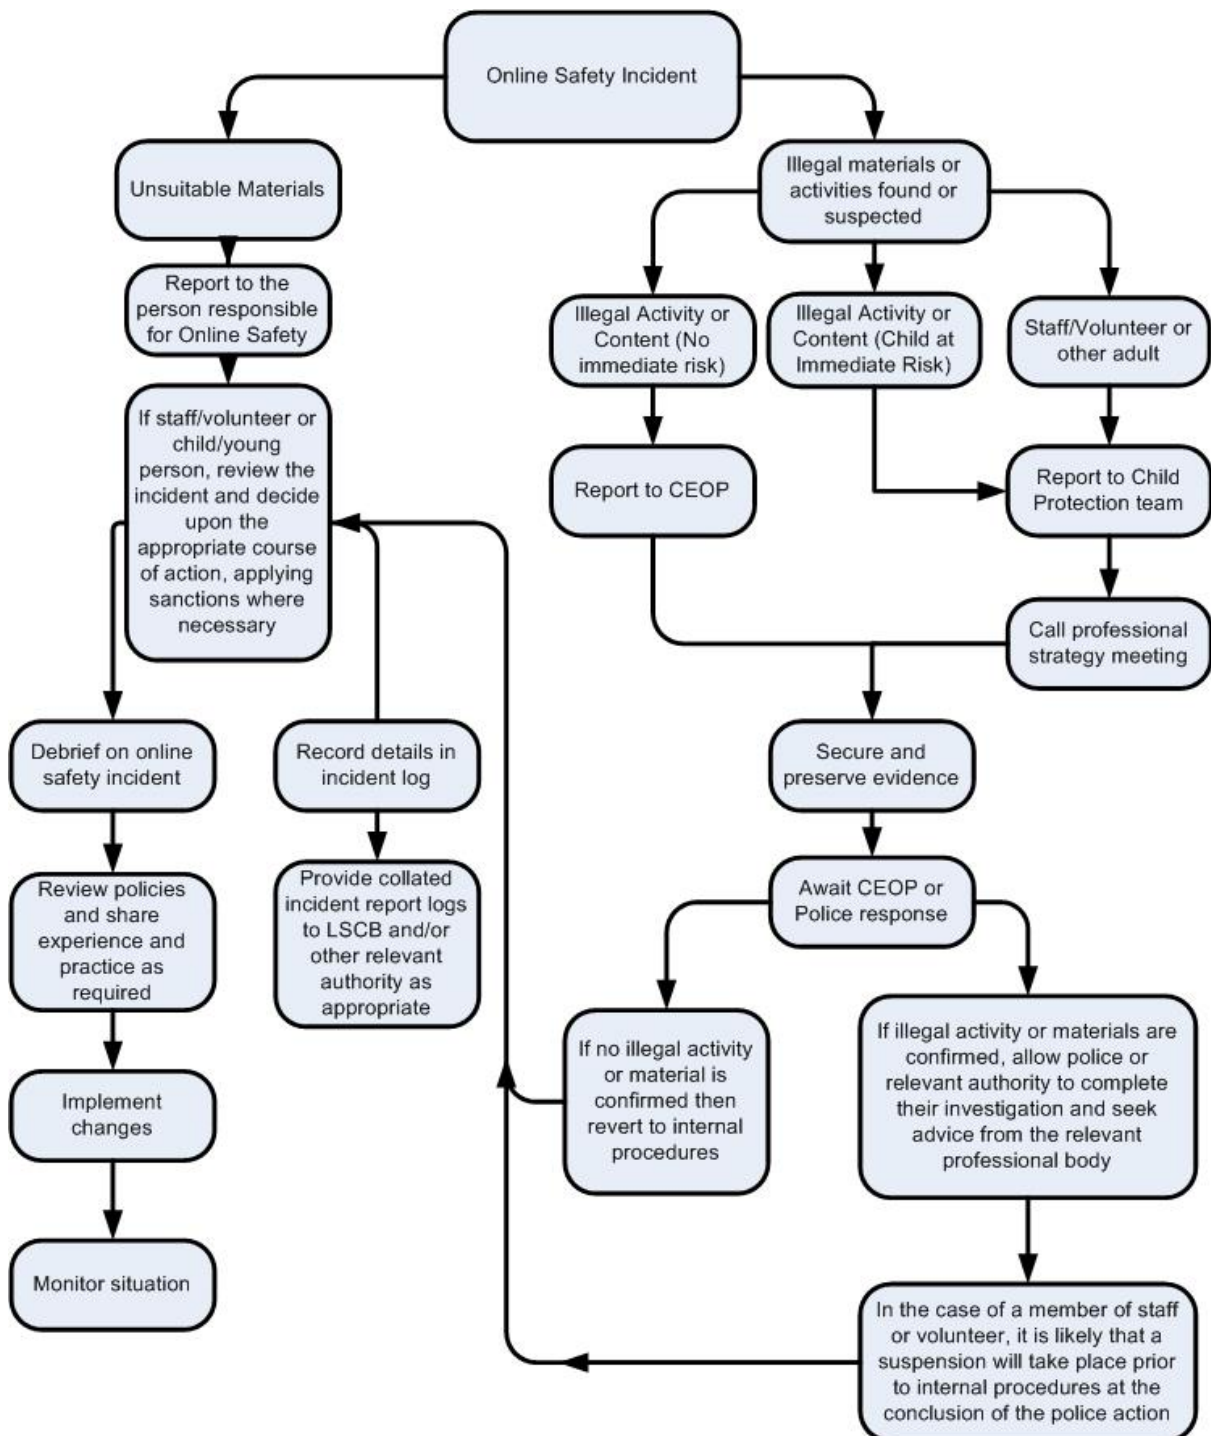 Online Safety Incident
Unsuitable Materials
Illegal materials or
activities found or
suspected
Report to the
person responsible
for Online Safety
Illegal Activity or
Content (No
immediate risk)
Illegal Activity or
Content (Child at
Immediate Risk)
Staff/Volunteer or
other adult
If staff/volunteer or
child/young
person, review the
incident and decide
upon the
appropriate course
of action, applying
sanctions where
necessary
Report to CEOP
Report to Child
Protection team
Call professional
strategy meeting
Debrief on online
safety incident
Record details in
incident log
Secure and
preserve evidence
Review policies
and share
experience and
practice as
required
Provide collated
incident report logs
to LSCB and/or
other relevant
authority as
appropriate
Await CEOP or
Police response
If no illegal activity
or material is
confirmed then
revert to internal
procedures
If illegal activity or materials are
confirmed, allow police or
relevant authority to complete
their investigation and seek
advice from the relevant
professional body
Implement
changes
Monitor situation
In the case of a member of staff
or volunteer, it is likely that a
suspension will take place prior
to internal procedures at the
conclusion of the police action